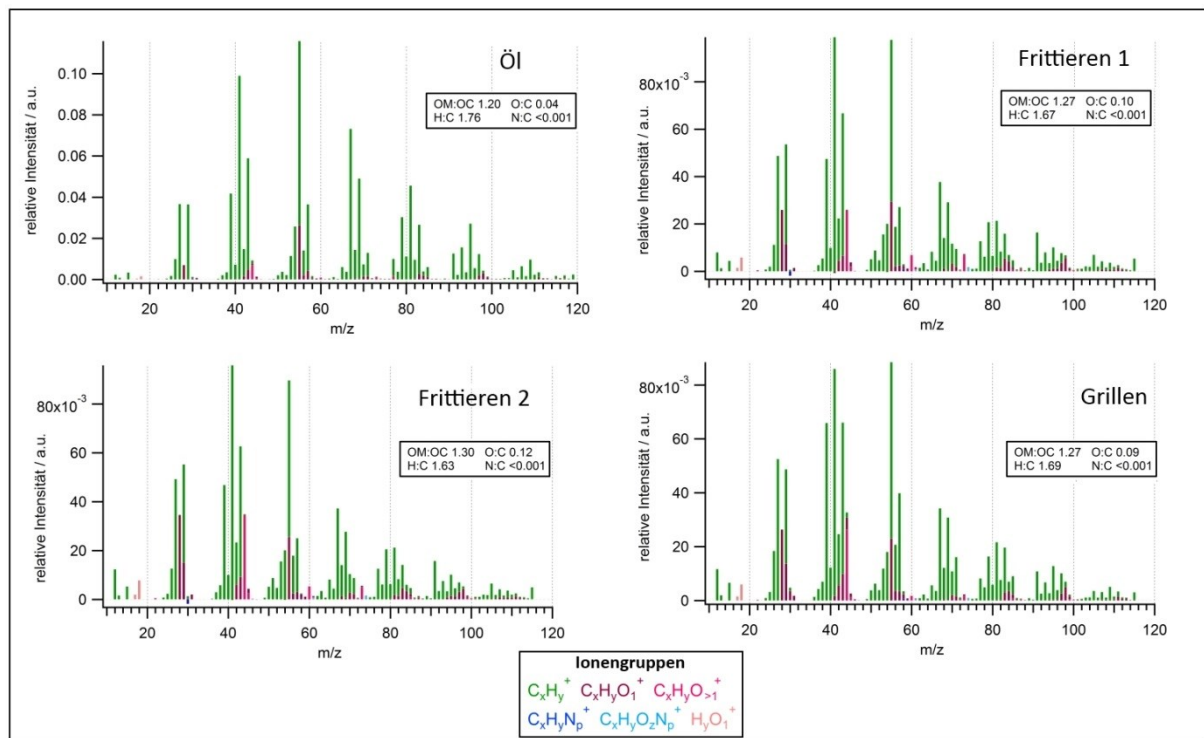 Öl
OM:OC 1.20 O:C 0.04
H:C 1.76 N:C <0.001
relative Intensität / a.u.
0.10
0.08
0.06
0.04
0.02
0.00
20 40 60 80 100 120
m/z
Frittieren 1
OM:OC 1.27 O:C 0.10
H:C 1.67 N:C <0.001
relative Intensität / a.u.
80x10⁻³
60
40
20
0
20 40 60 80 100 120
m/z
Frittieren 2
OM:OC 1.30 O:C 0.12
H:C 1.63 N:C <0.001
relative Intensität / a.u.
80x10⁻³
60
40
20
0
20 40 60 80 100 120
m/z
Grillen
OM:OC 1.27 O:C 0.09
H:C 1.69 N:C <0.001
relative Intensität / a.u.
80x10⁻³
60
40
20
0
20 40 60 80 100 120
m/z
Ionengruppen
CₓHᵧ⁺ CₓHᵧO₁⁺ CₓHᵧO>₁⁺
CₓHᵧNₚ⁺ CₓHᵧO_zNₚ⁺ HᵧO₁⁺